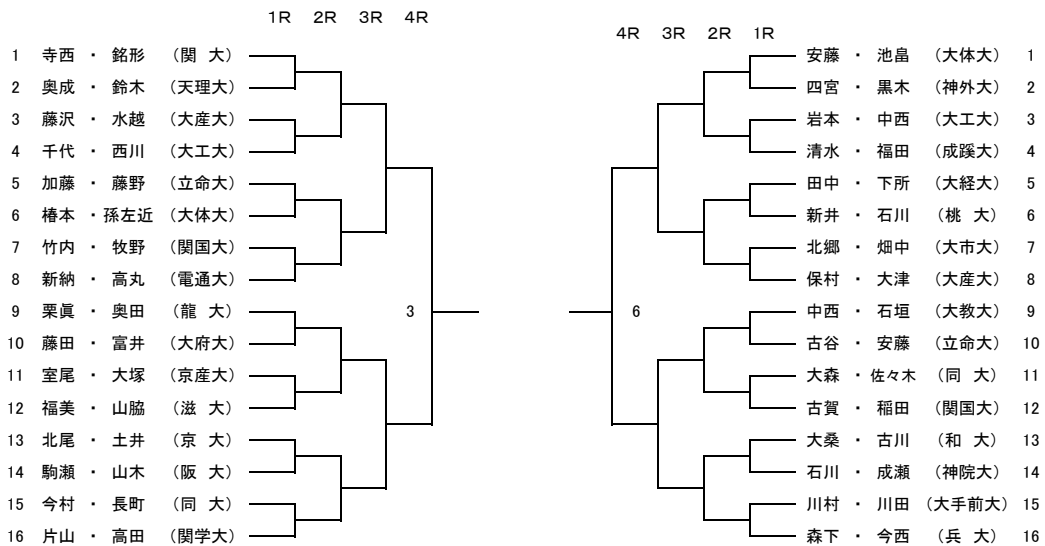 1R 2R 3R 4R
1 寺西 ・ 銘形 （関 大）
2 奥成 ・ 鈴木 （天理大）
3 藤沢 ・ 水越 （大産大）
4 千代 ・ 西川 （大工大）
5 加藤 ・ 藤野 （立命大）
6 椿本 ・ 孫左近 （大体大）
7 竹内 ・ 牧野 （関国大）
8 新納 ・ 高丸 （電通大）
9 栗眞 ・ 奥田 （龍 大）
10 藤田 ・ 富井 （大府大）
11 室尾 ・ 大塚 （京産大）
12 福美 ・ 山脇 （滋 大）
13 北尾 ・ 土井 （京 大）
14 駒瀬 ・ 山木 （阪 大）
15 今村 ・ 長町 （同 大）
16 片山 ・ 高田 （関学大）
3
4R 3R 2R 1R
安藤 ・ 池畠 （大体大） 1
四宮 ・ 黒木 （神外大） 2
岩本 ・ 中西 （大工大） 3
清水 ・ 福田 （成蹊大） 4
田中 ・ 下所 （大経大） 5
新井 ・ 石川 （桃 大） 6
北郷 ・ 畑中 （大市大） 7
保村 ・ 大津 （大産大） 8
中西 ・ 石垣 （大教大） 9
古谷 ・ 安藤 （立命大） 10
大森 ・ 佐々木 （同 大） 11
古賀 ・ 稲田 （関国大） 12
大桑 ・ 古川 （和 大） 13
石川 ・ 成瀬 （神院大） 14
川村 ・ 川田 （大手前大） 15
森下 ・ 今西 （兵 大） 16
6